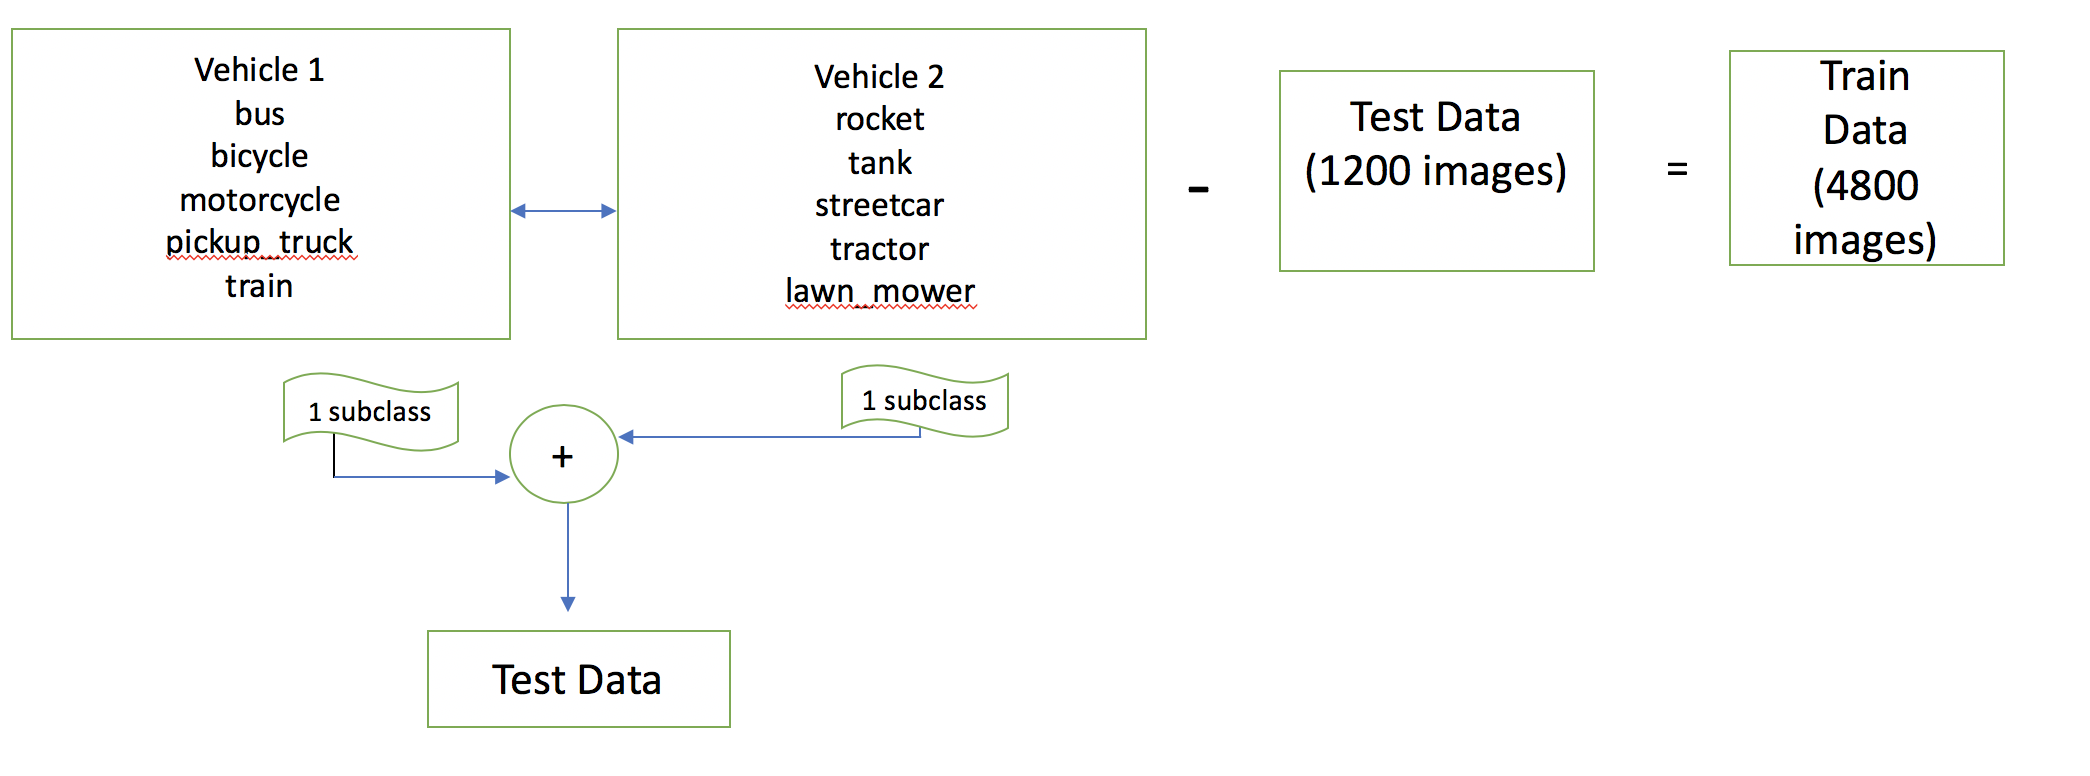 Vehicle 1
bus
bicycle
motorcycle
pickup_truck
train
Vehicle 2
rocket
tank
streetcar
tractor
lawn_mower
-
Test Data
(1200 images)
=
Train
Data
(4800
images)
1 subclass
1 subclass
+
Test Data